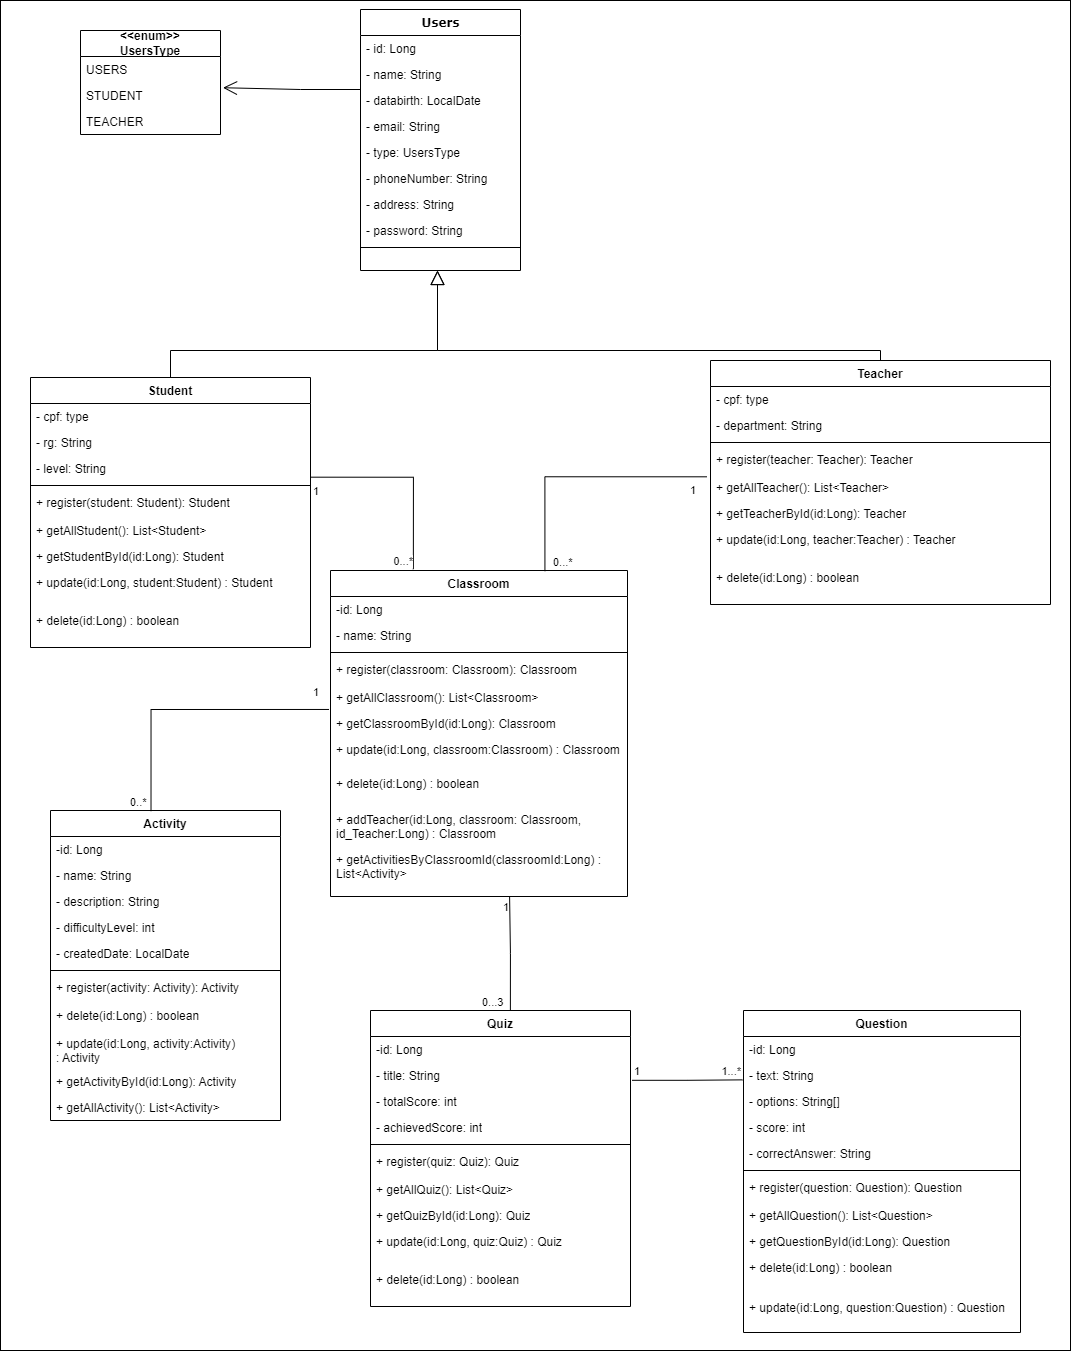 <<enum>>
UsersType
USERS
STUDENT
TEACHER
Users
- id: Long
- name: String
- databirth: LocalDate
- email: String
- type: UsersType
- phoneNumber: String
- address: String
- password: String
Student
- cpf: type
- rg: String
- level: String
+ register(student: Student): Student
+ getAllStudent(): List<Student>
+ getStudentById(id:Long): Student
+ update(id:Long, student:Student) : Student
+ delete(id:Long) : boolean
1
0...*
Teacher
- cpf: type
- department: String
+ register(teacher: Teacher): Teacher
+ getAllTeacher(): List<Teacher>
+ getTeacherById(id:Long): Teacher
+ update(id:Long, teacher:Teacher) : Teacher
+ delete(id:Long) : boolean
1
0...*
Classroom
-id: Long
- name: String
+ register(classroom: Classroom): Classroom
+ getAllClassroom(): List<Classroom>
+ getClassroomById(id:Long): Classroom
+ update(id:Long, classroom:Classroom) : Classroom
+ delete(id:Long) : boolean
+ addTeacher(id:Long, classroom: Classroom,
id_Teacher:Long) : Classroom
+ getActivitiesByClassroomId(classroomId:Long) :
List<Activity>
1
0..*
Activity
-id: Long
- name: String
- description: String
- difficultyLevel: int
- createdDate: LocalDate
+ register(activity: Activity): Activity
+ delete(id:Long) : boolean
+ update(id:Long, activity:Activity)
: Activity
+ getActivityById(id:Long): Activity
+ getAllActivity(): List<Activity>
1
0...3
Quiz
-id: Long
- title: String
- totalScore: int
- achievedScore: int
+ register(quiz: Quiz): Quiz
+ getAllQuiz(): List<Quiz>
+ getQuizById(id:Long): Quiz
+ update(id:Long, quiz:Quiz) : Quiz
+ delete(id:Long) : boolean
1
1...*
Question
-id: Long
- text: String
- options: String[]
- score: int
- correctAnswer: String
+ register(question: Question): Question
+ getAllQuestion(): List<Question>
+ getQuestionById(id:Long): Question
+ delete(id:Long) : boolean
+ update(id:Long, question:Question) : Question